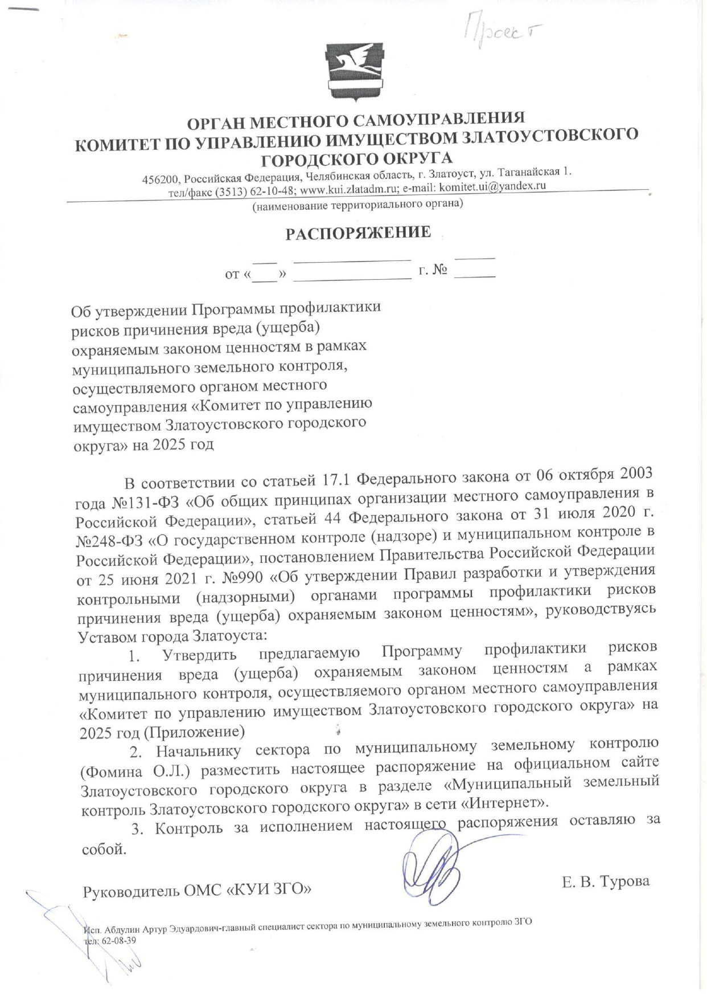 Проект
ОРГАН МЕСТНОГО САМОУПРАВЛЕНИЯ
КОМИТЕТ ПО УПРАВЛЕНИЮ ИМУЩЕСТВОМ ЗЛАТОУСТОВСКОГО
ГОРОДСКОГО ОКРУГА
456200, Российская Федерация, Челябинская область, г. Златоуст, ул. Таганайская 1.
тел/факс (3513) 62-10-48; www.kui.zlatadm.ru; e-mail: komitet.ui@yandex.ru
(наименование территориального органа)
РАСПОРЯЖЕНИЕ
от «___» _______________ г. № _____
Об утверждении Программы профилактики
рисков причинения вреда (ущерба)
охраняемым законом ценностям в рамках
муниципального земельного контроля,
осуществляемого органом местного
самоуправления «Комитет по управлению
имуществом Златоустовского городского
округа» на 2025 год
В соответствии со статьей 17.1 Федерального закона от 06 октября 2003
года №131-ФЗ «Об общих принципах организации местного самоуправления в
Российской Федерации», статьей 44 Федерального закона от 31 июля 2020 г.
№248-ФЗ «О государственном контроле (надзоре) и муниципальном контроле в
Российской Федерации», постановлением Правительства Российской Федерации
от 25 июня 2021 г. №990 «Об утверждении Правил разработки и утверждения
контрольными (надзорными) органами программы профилактики рисков
причинения вреда (ущерба) охраняемым законом ценностям», руководствуясь
Уставом города Златоуста:
1. Утвердить предлагаемую Программу профилактики рисков
причинения вреда (ущерба) охраняемым законом ценностям а рамках
муниципального контроля, осуществляемого органом местного самоуправления
«Комитет по управлению имуществом Златоустовского городского округа» на
2025 год (Приложение)
2. Начальнику сектора по муниципальному земельному контролю
(Фомина О.Л.) разместить настоящее распоряжение на официальном сайте
Златоустовского городского округа в разделе «Муниципальный земельный
контроль Златоустовского городского округа» в сети «Интернет».
3. Контроль за исполнением настоящего распоряжения оставляю за
собой.
Руководитель ОМС «КУИ ЗГО» Е. В. Турова
Исп. Абдулин Артур Эдуардович-главный специалист сектора по муниципальному земельного контролю ЗГО
тел: 62-08-39